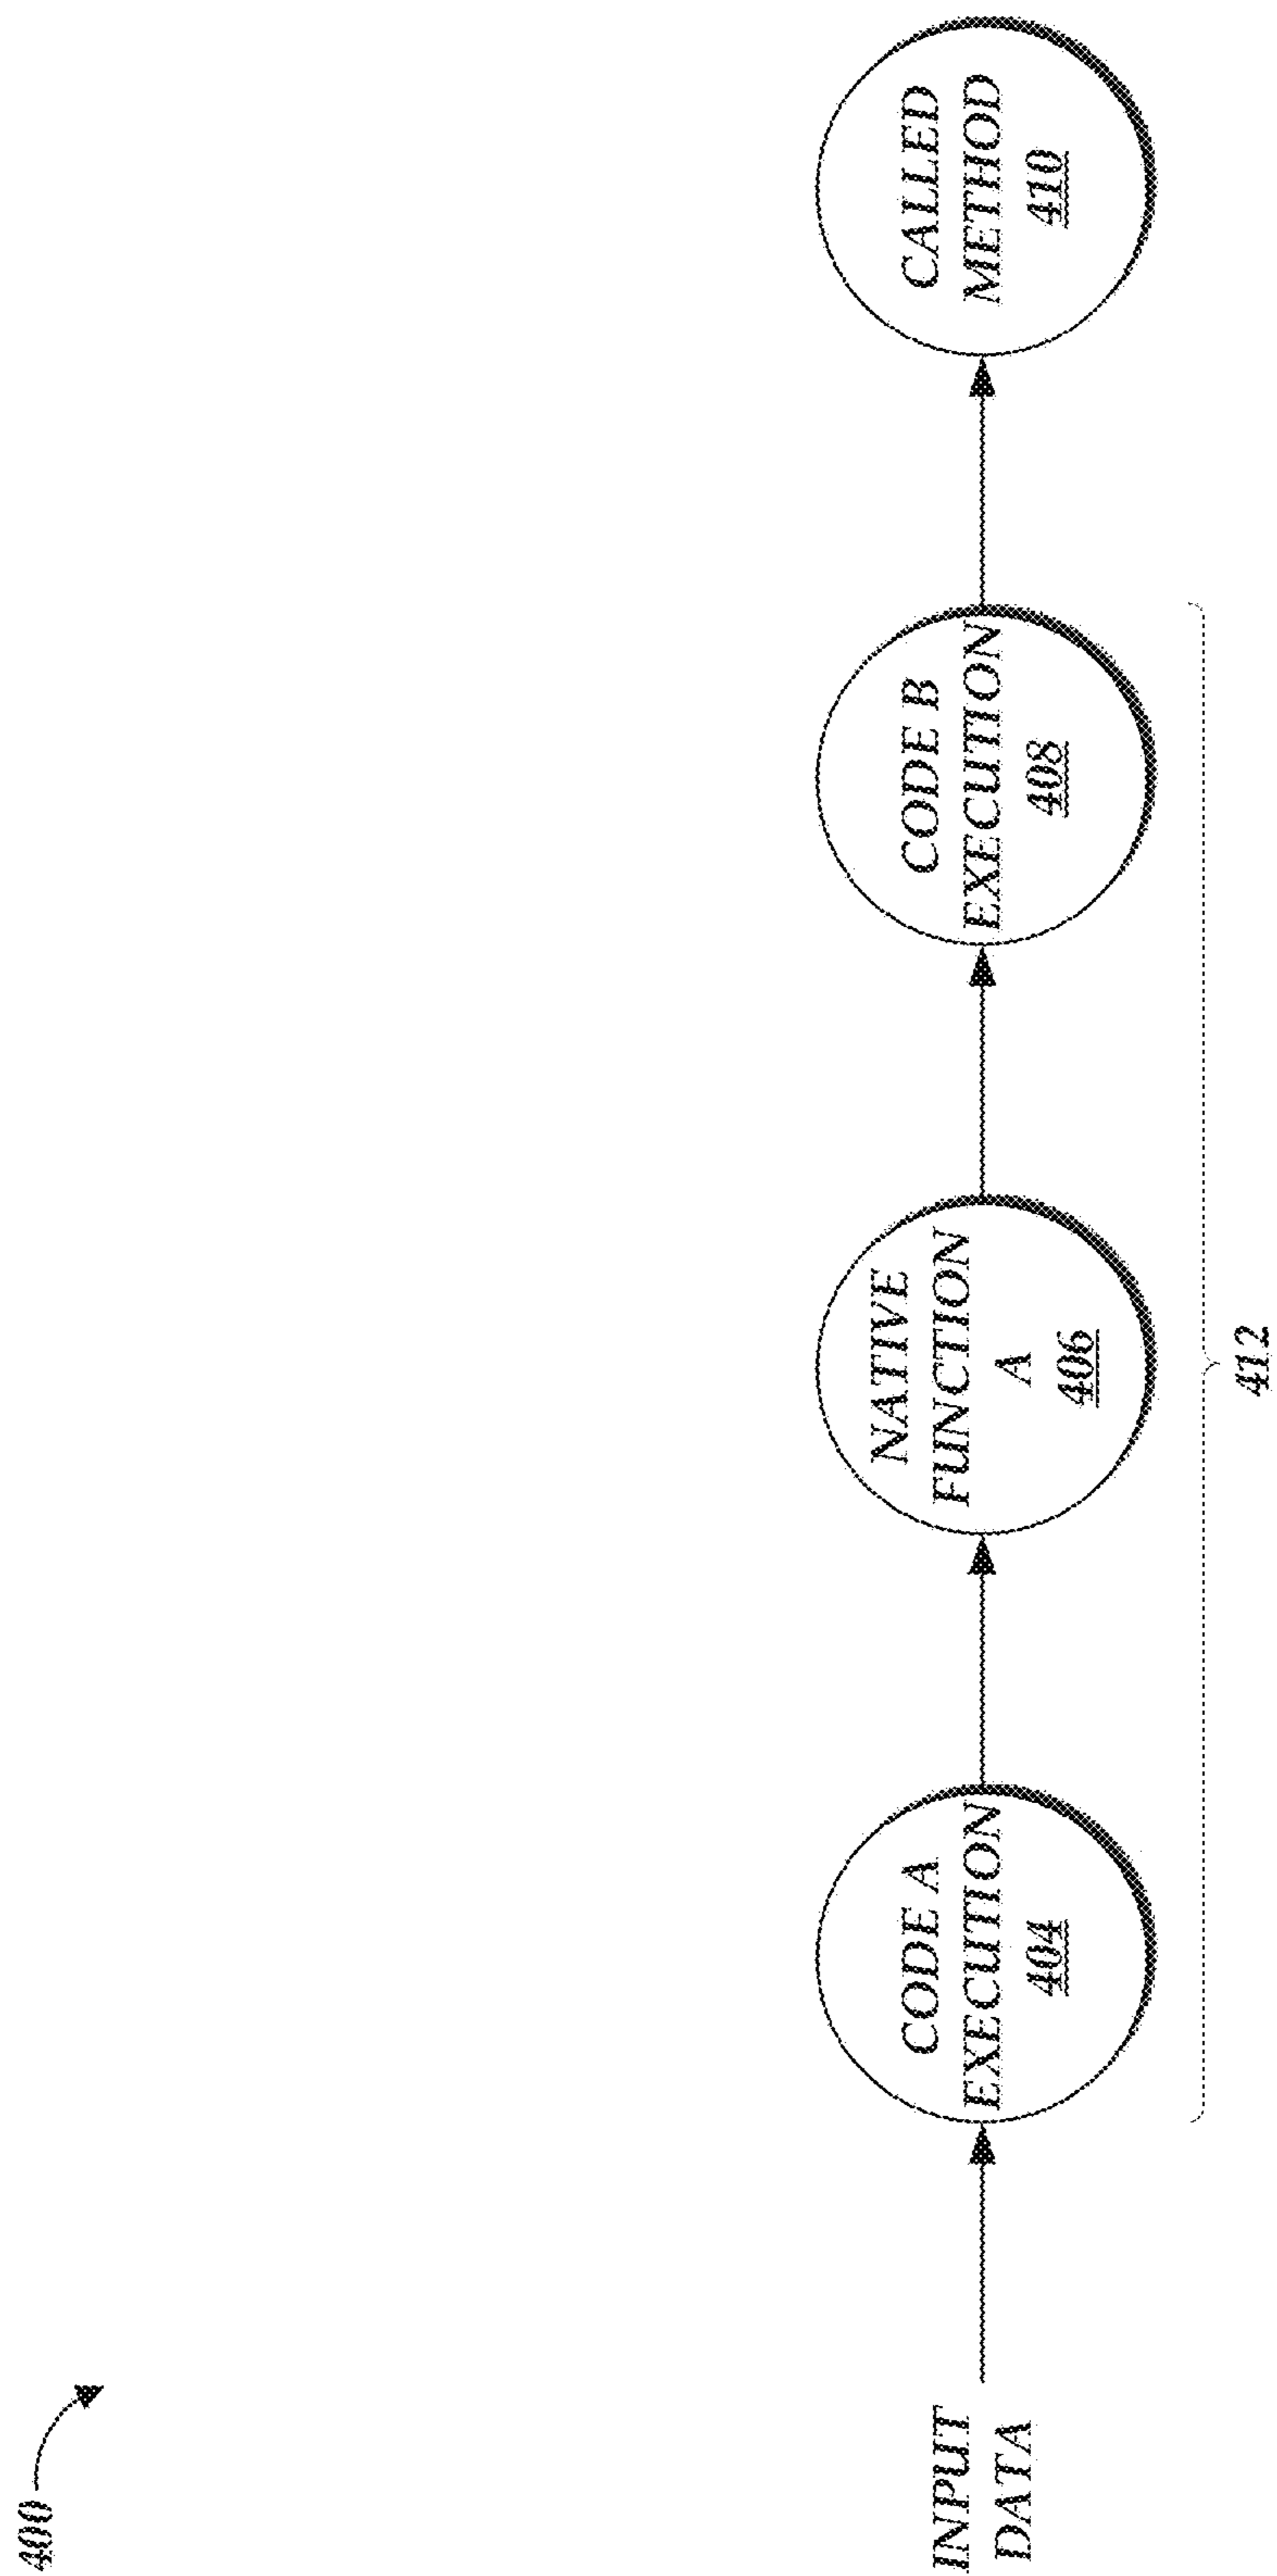 400
INPUT
DATA
CODE A
EXECUTION
404
NATIVE
FUNCTION
A
406
CODE B
EXECUTION
408
CALLED
METHOD
410
412